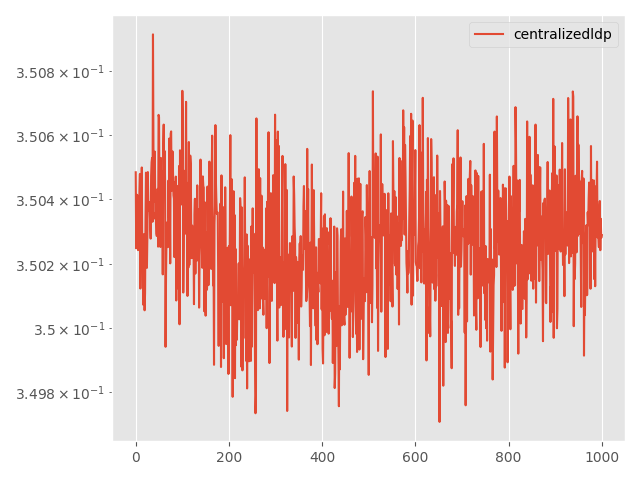 centralizedldp
3.508 × 10⁻¹
3.506 × 10⁻¹
3.504 × 10⁻¹
3.502 × 10⁻¹
3.5 × 10⁻¹
3.498 × 10⁻¹
0 200 400 600 800 1000